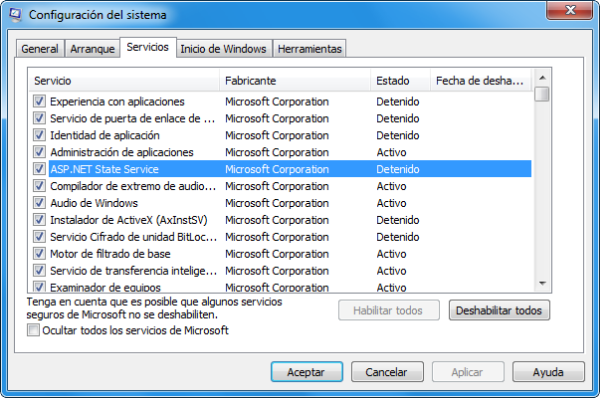 Configuración del sistema
General Arranque Servicios Inicio de Windows Herramientas
Servicio Fabricante Estado Fecha de desha...
Experiencia con aplicaciones Microsoft Corporation Detenido
Servicio de puerta de enlace de ... Microsoft Corporation Detenido
Identidad de aplicación Microsoft Corporation Detenido
Administración de aplicaciones Microsoft Corporation Activo
ASP.NET State Service Microsoft Corporation Detenido
Compilador de extremo de audio... Microsoft Corporation Activo
Audio de Windows Microsoft Corporation Activo
Instalador de ActiveX (AxInstSV) Microsoft Corporation Detenido
Servicio Cifrado de unidad BitLoc... Microsoft Corporation Detenido
Motor de filtrado de base Microsoft Corporation Activo
Servicio de transferencia intelige... Microsoft Corporation Activo
Examinador de equipos Microsoft Corporation Activo
Tenga en cuenta que es posible que algunos servicios
seguros de Microsoft no se deshabiliten.
Habilitar todos Deshabilitar todos
Ocultar todos los servicios de Microsoft
Aceptar Cancelar Aplicar Ayuda